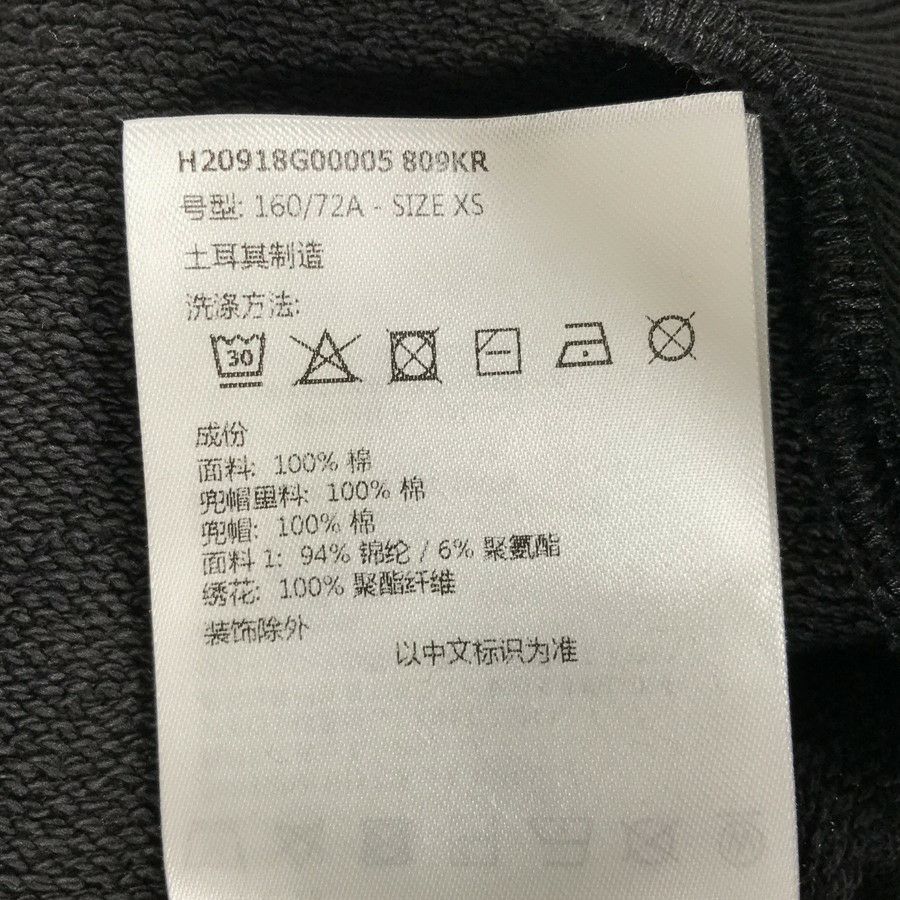 H20918G00005 809KR
号型: 160/72A - SIZE XS
土耳其制造
洗涤方法:
30
成份
面料: 100% 棉
兜帽里料: 100% 棉
兜帽: 100% 棉
面料 1: 94% 锦纶 / 6% 聚氨酯
绣花: 100% 聚酯纤维
装饰除外
以中文标识为准